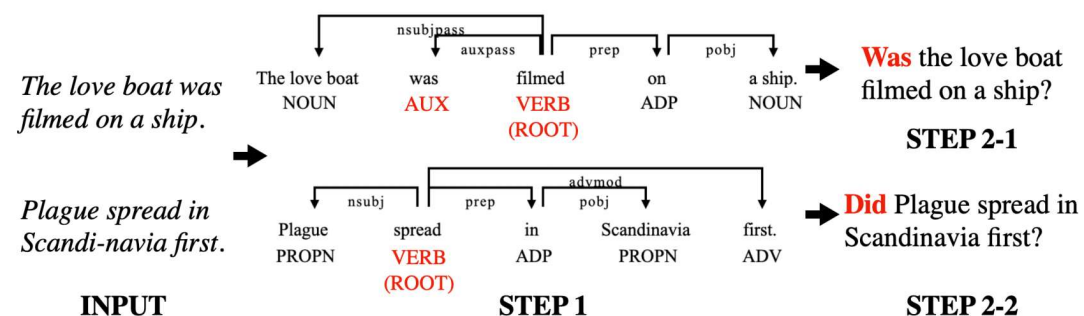 The love boat was
filmed on a ship.
nsubjpass
auxpass
prep
pobj
The love boat was filmed on a ship.
NOUN AUX VERB ADP NOUN
(ROOT)
Was the love boat
filmed on a ship?
STEP 2-1
Plague spread in
Scandi-navia first.
advmod
nsubj prep pobj
Plague spread in Scandinavia first.
PROPN VERB ADP PROPN ADV
(ROOT)
Did Plague spread in
Scandinavia first?
INPUT
STEP 1
STEP 2-2